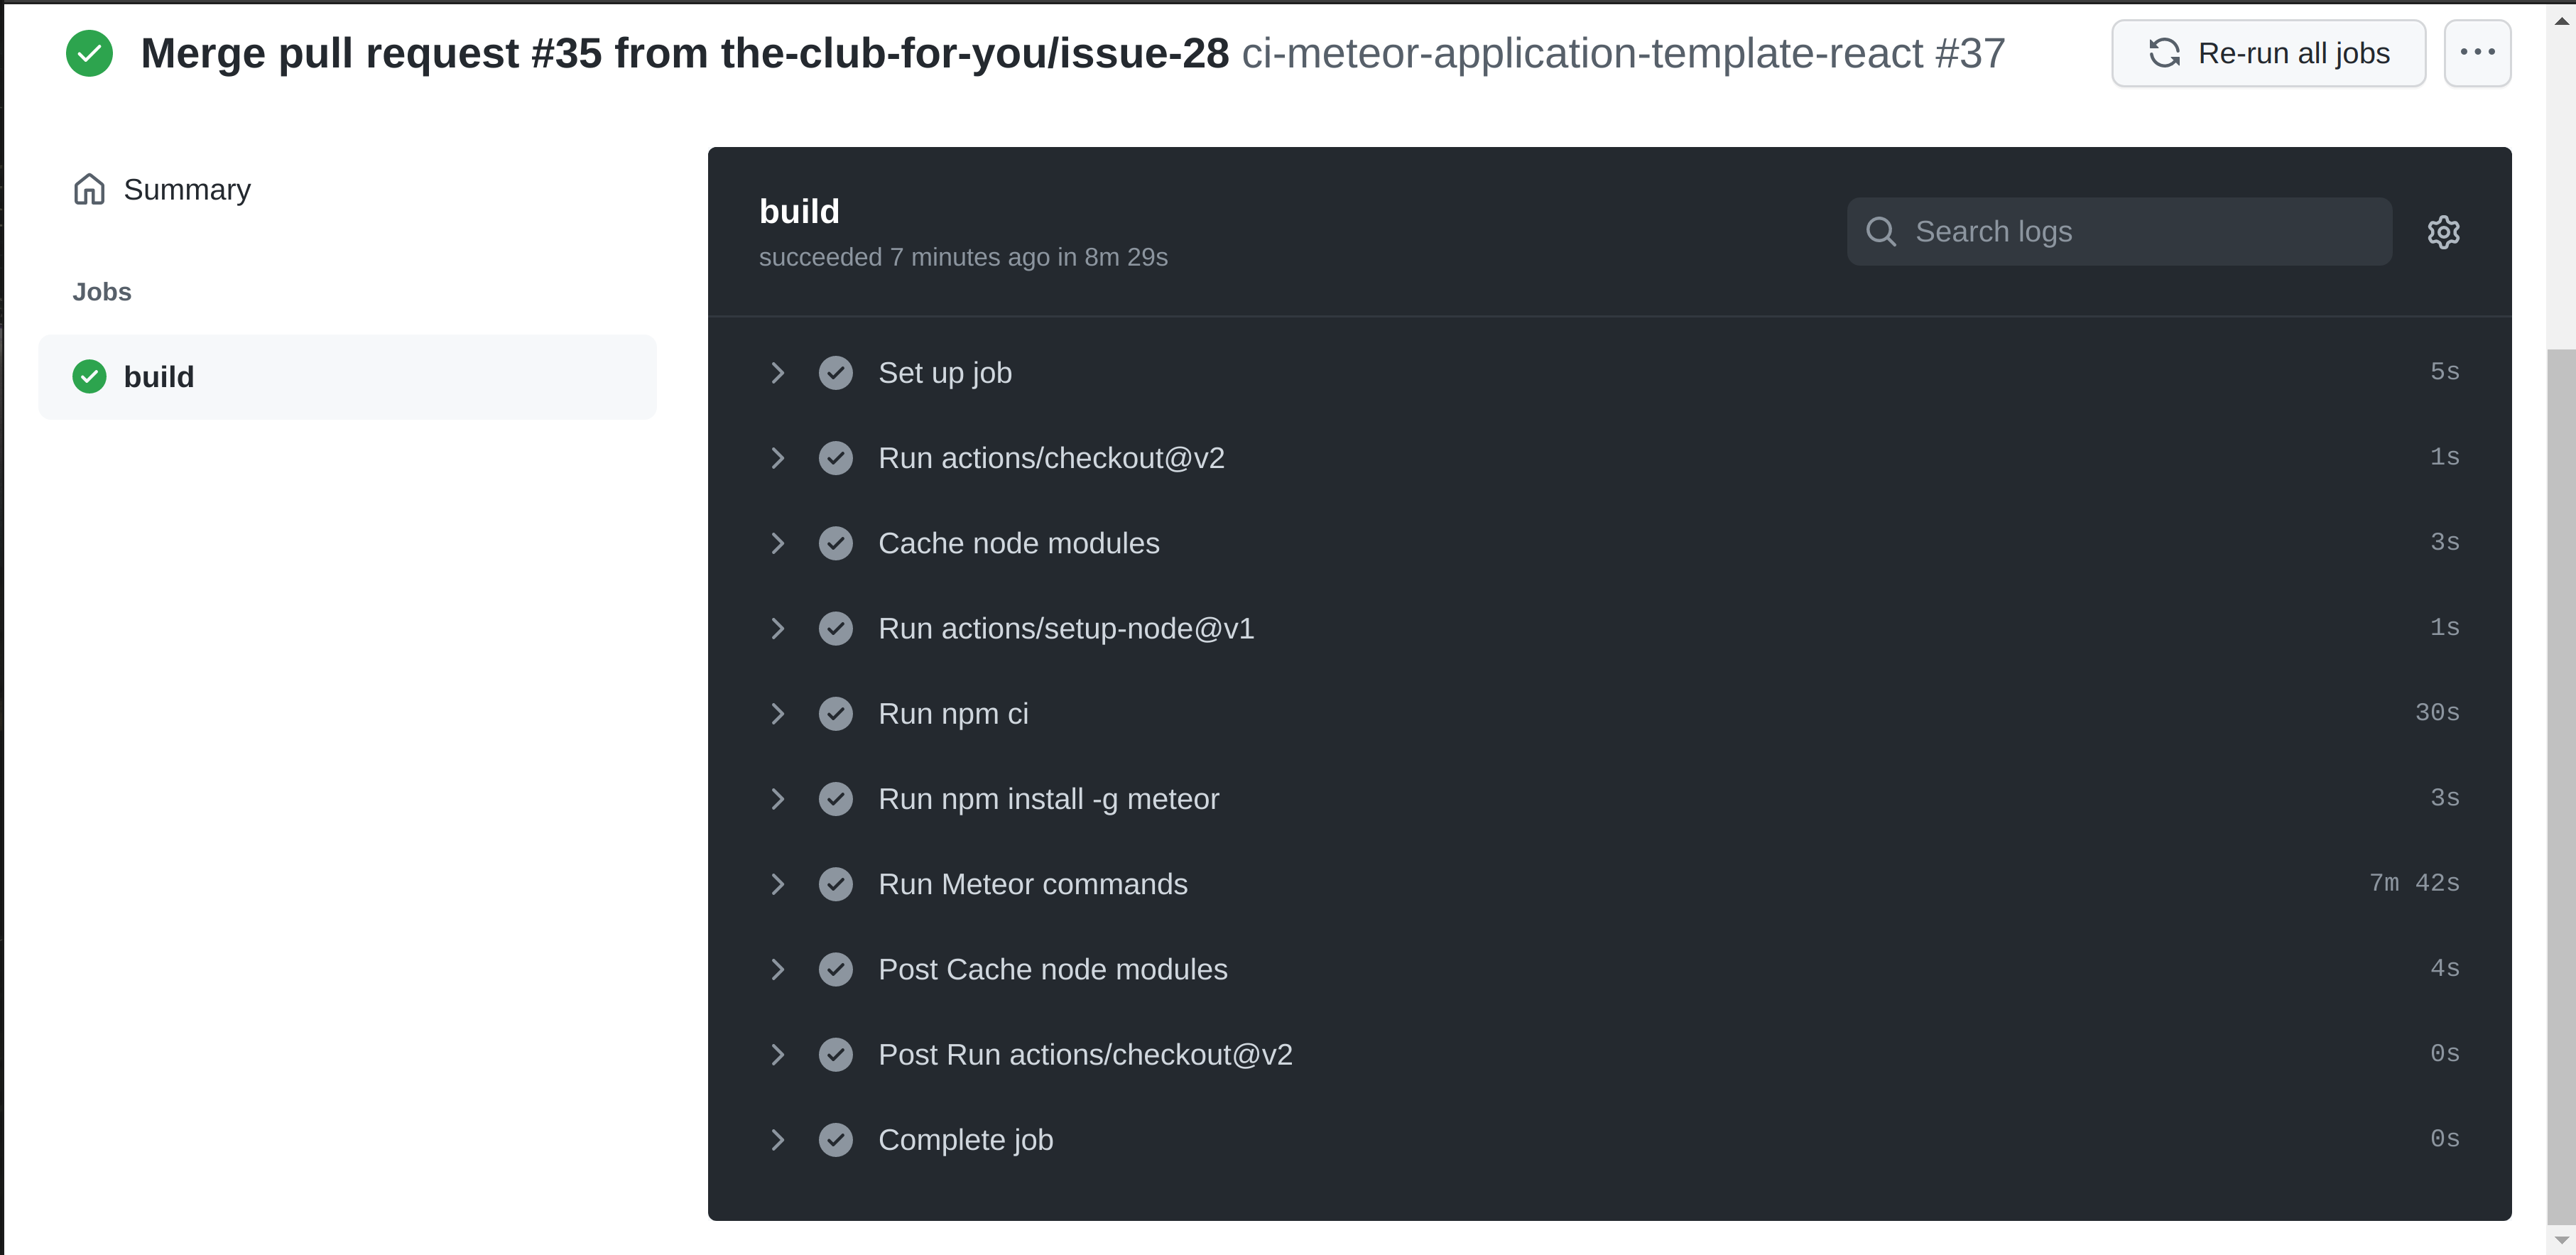 Merge pull request #35 from the-club-for-you/issue-28 ci-meteor-application-template-react #37
Re-run all jobs
Summary
Jobs
build
build
succeeded 7 minutes ago in 8m 29s
Search logs
Set up job 5s
Run actions/checkout@v2 1s
Cache node modules 3s
Run actions/setup-node@v1 1s
Run npm ci 30s
Run npm install -g meteor 3s
Run Meteor commands 7m 42s
Post Cache node modules 4s
Post Run actions/checkout@v2 0s
Complete job 0s